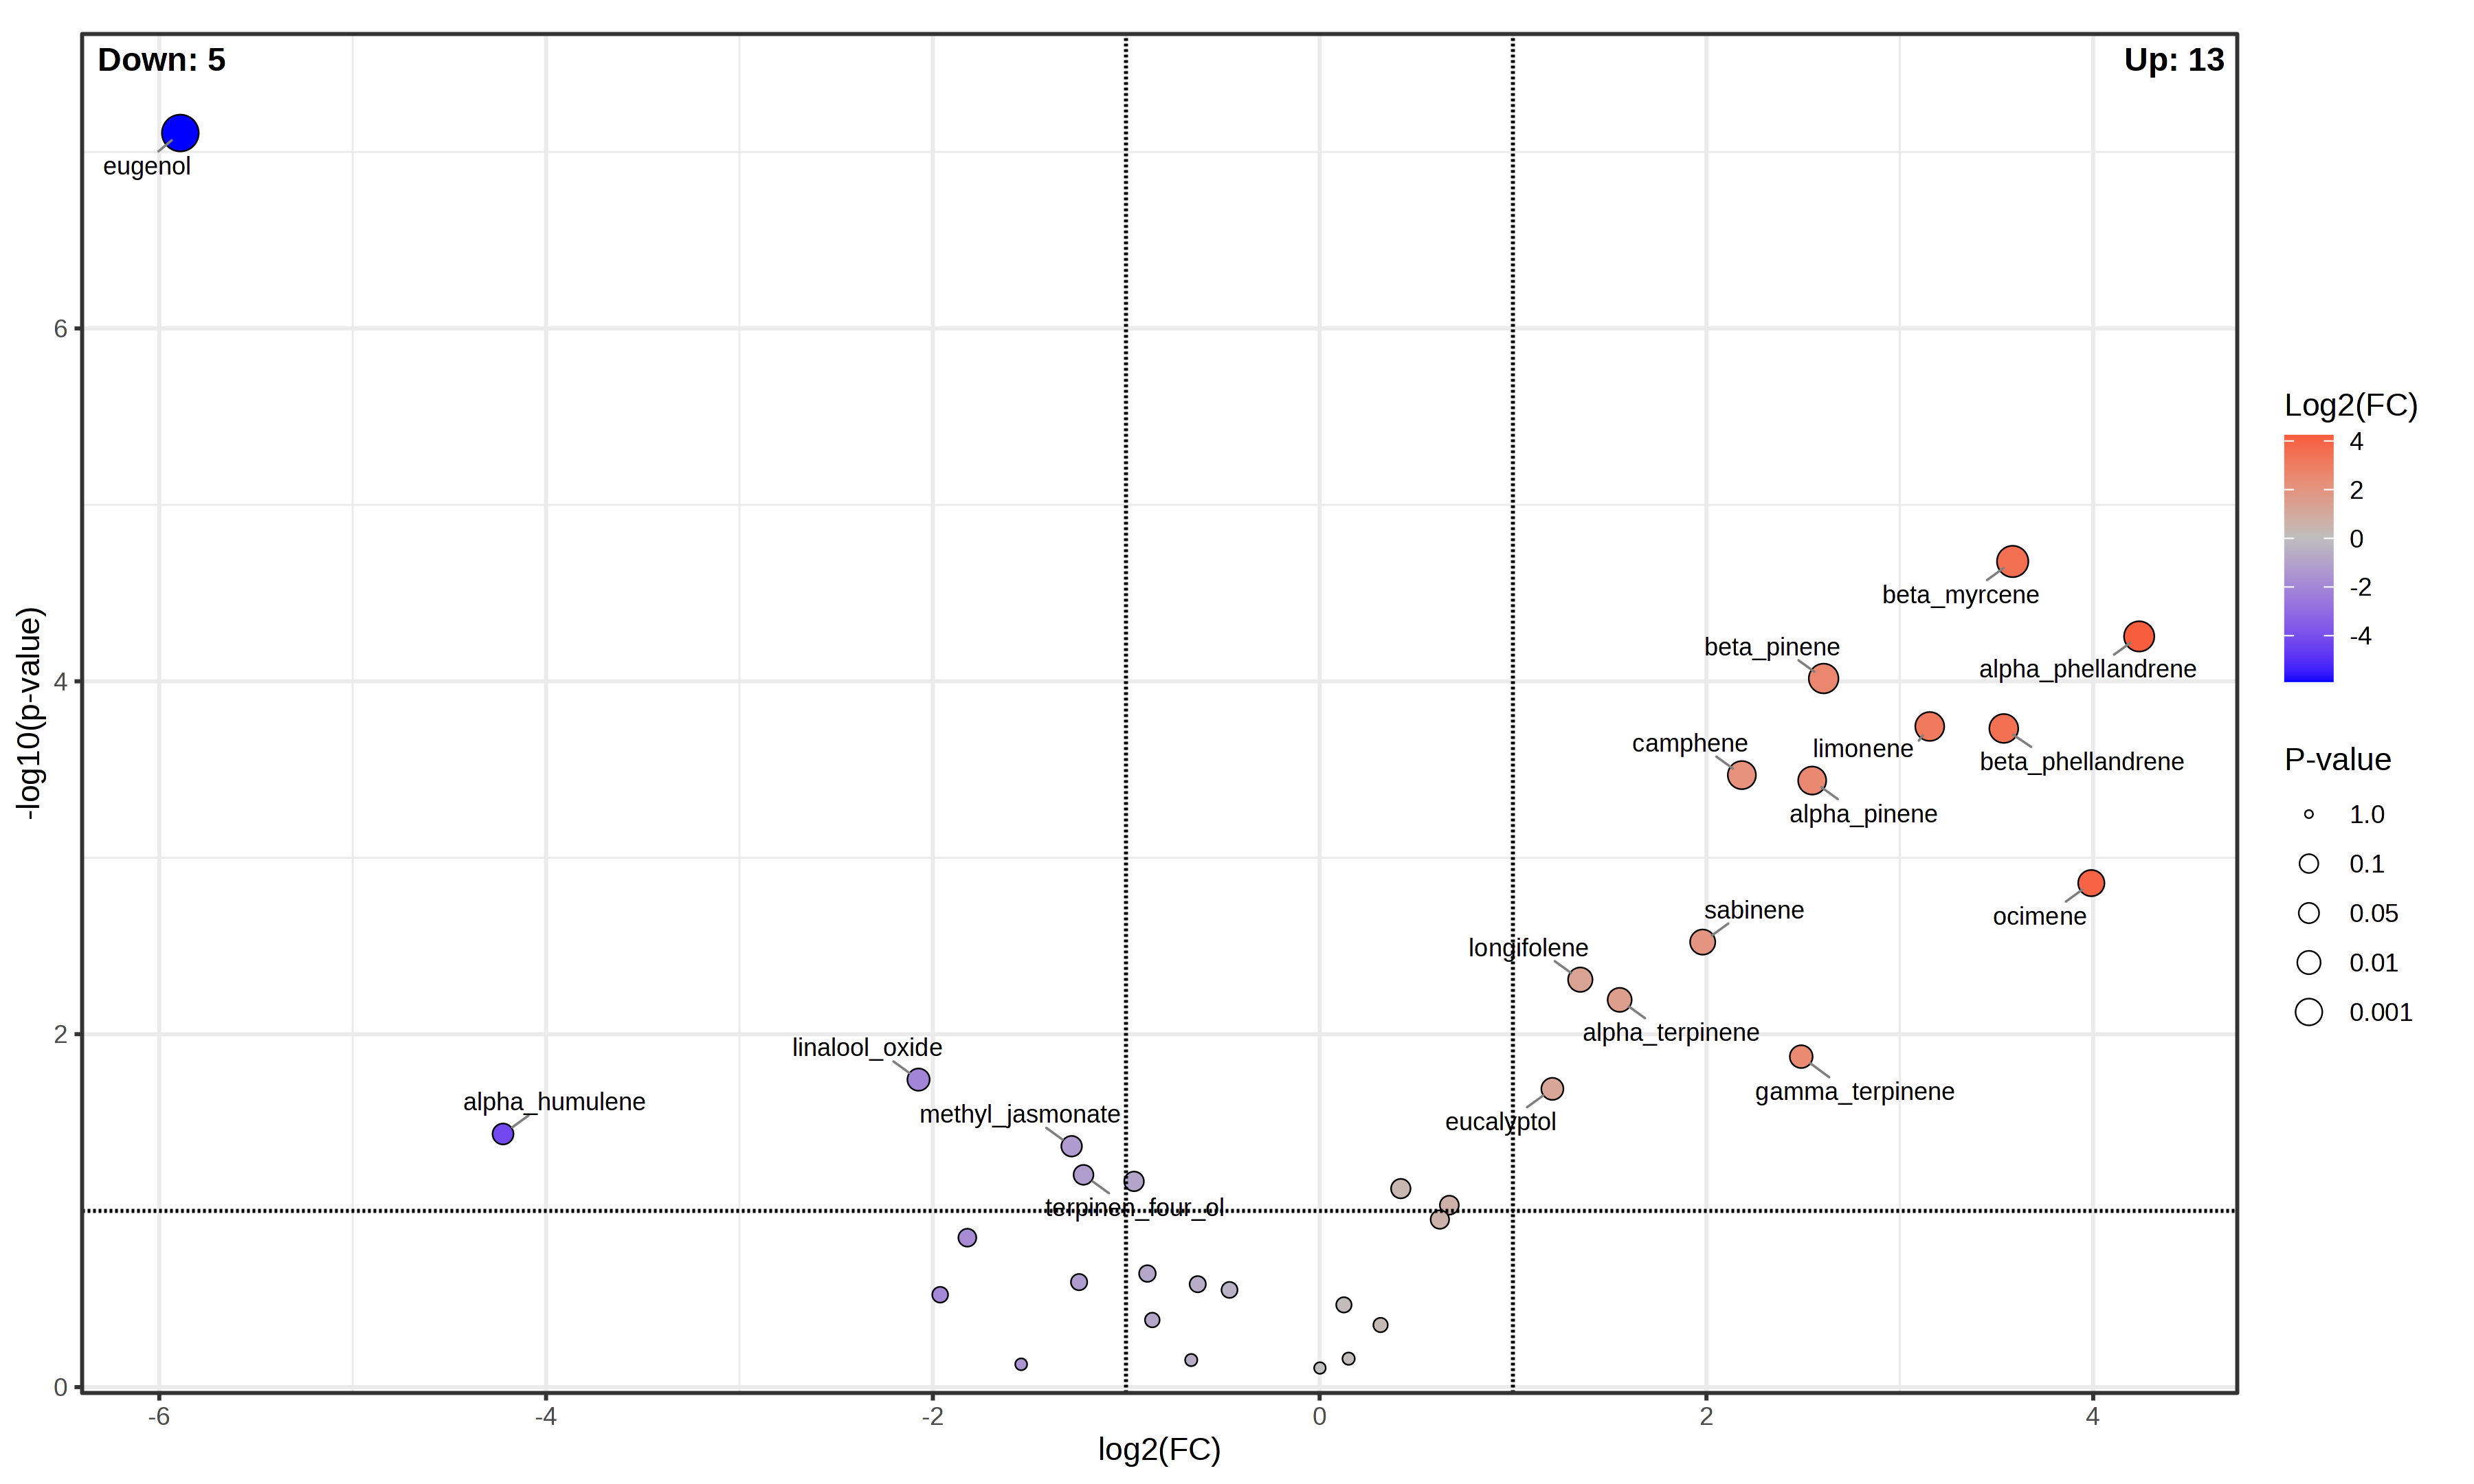 Down: 5
Up: 13
eugenol
beta_myrcene
beta_pinene
alpha_phellandrene
camphene
limonene
beta_phellandrene
alpha_pinene
ocimene
sabinene
longifolene
alpha_terpinene
linalool_oxide
gamma_terpinene
alpha_humulene
methyl_jasmonate
eucalyptol
terpinen_four_ol
-log10(p-value)
6
4
2
0
-6
-4
-2
0
2
4
log2(FC)
Log2(FC)
4
2
0
-2
-4
P-value
1.0
0.1
0.05
0.01
0.001